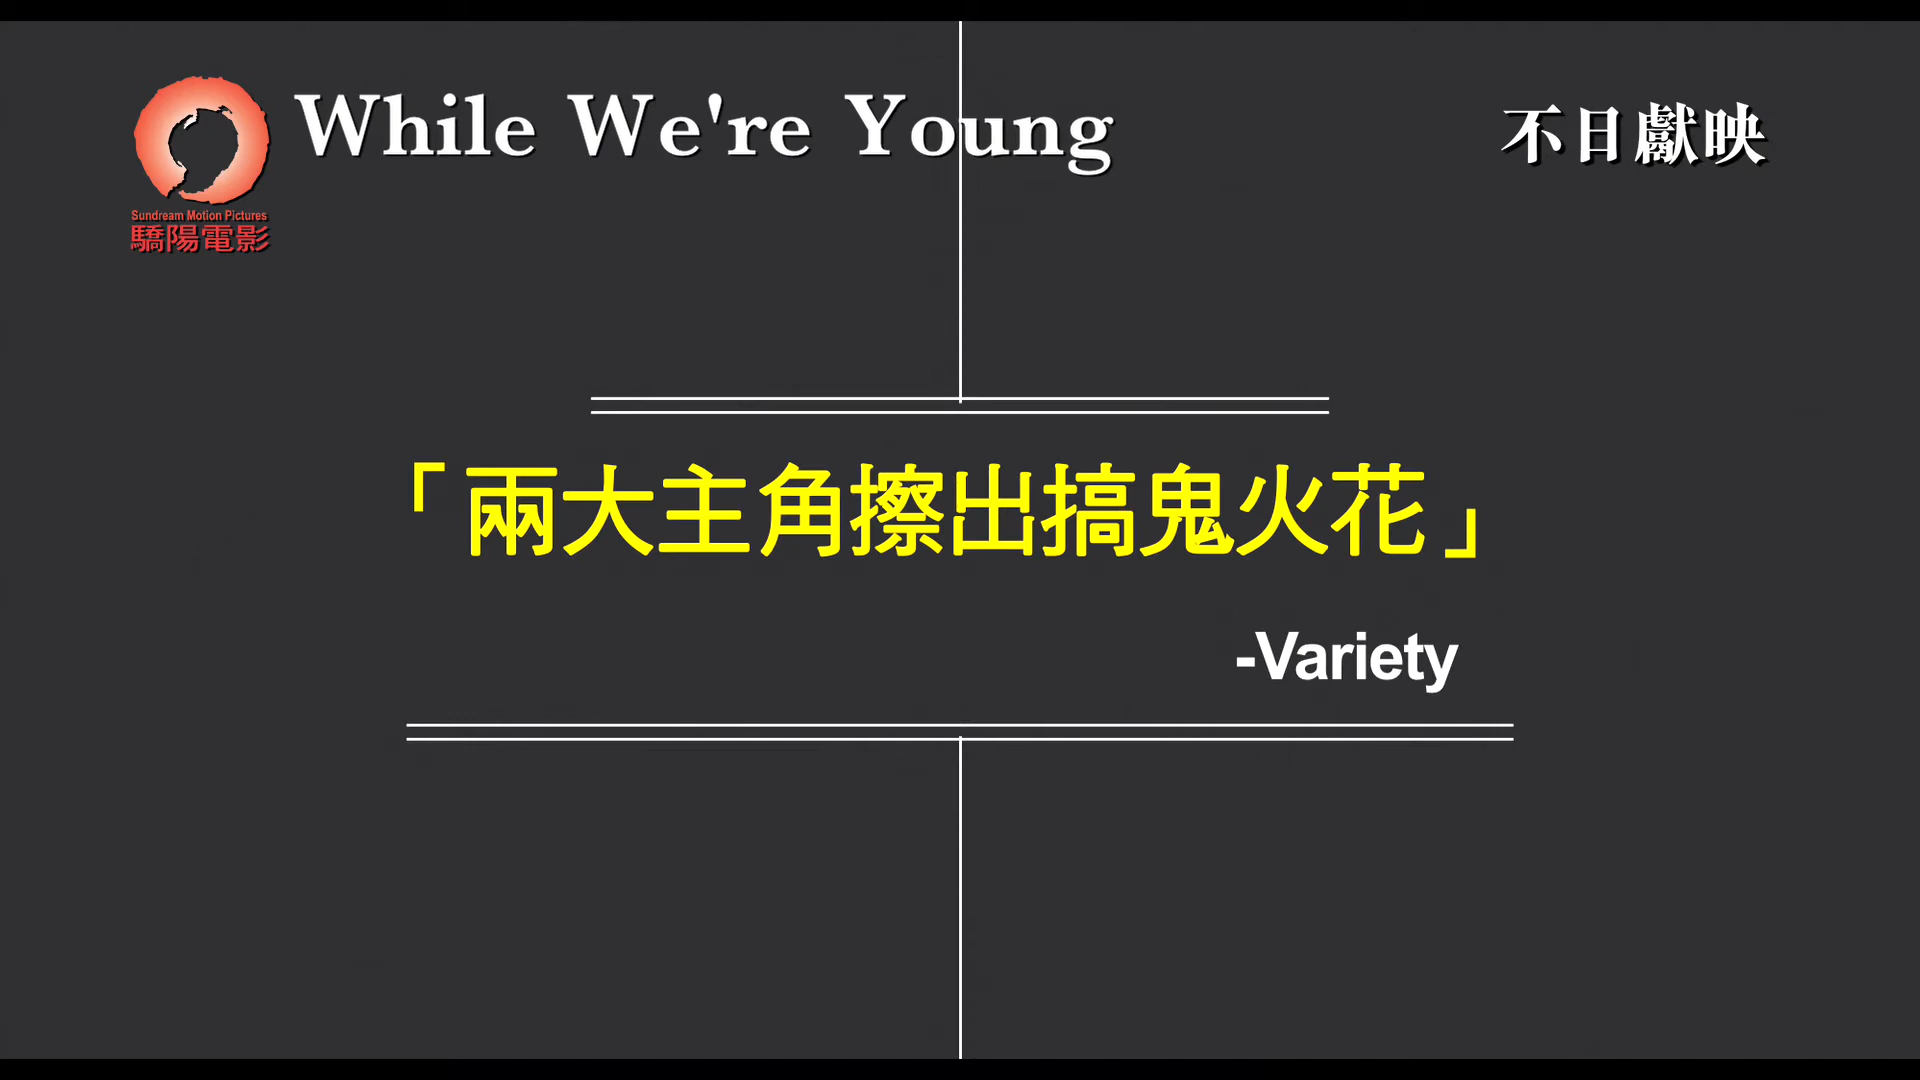 While We're Young
不日獻映
Sundream Motion Pictures
驕陽電影
「兩大主角擦出搞鬼火花」
-Variety